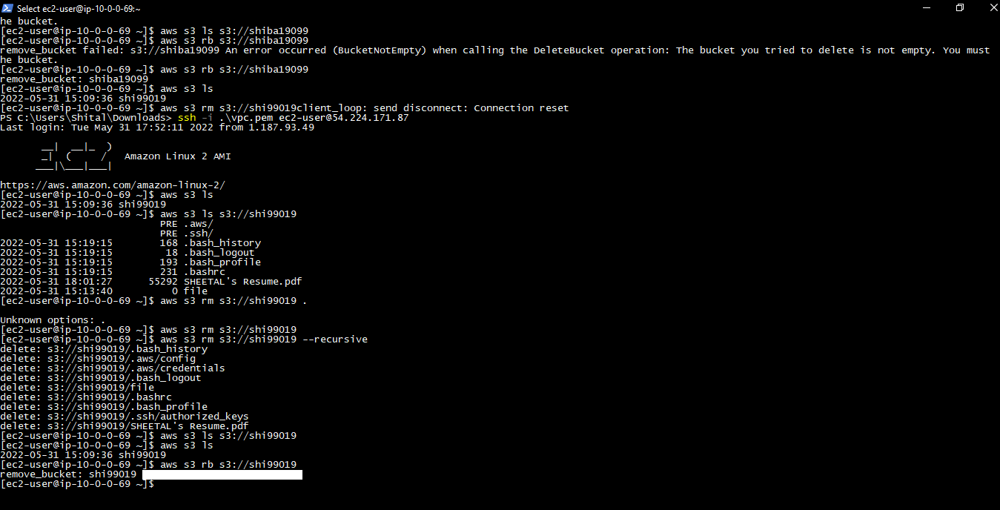 Select ec2-user@ip-10-0-0-69:~
he bucket.
[ec2-user@ip-10-0-0-69 ~]$ aws s3 ls s3://shiba19099
[ec2-user@ip-10-0-0-69 ~]$ aws s3 rb s3://shiba19099
remove_bucket failed: s3://shiba19099 An error occurred (BucketNotEmpty) when calling the DeleteBucket operation: The bucket you tried to delete is not empty. You must
he bucket.
[ec2-user@ip-10-0-0-69 ~]$ aws s3 rb s3://shiba19099
remove_bucket: shiba19099
[ec2-user@ip-10-0-0-69 ~]$ aws s3 ls
2022-05-31 15:09:36 shi99019
[ec2-user@ip-10-0-0-69 ~]$ aws s3 rm s3://shi99019client_loop: send disconnect: Connection reset
PS C:\Users\Shital\Downloads> ssh -i .\vpc.pem ec2-user@54.224.171.87
Last login: Tue May 31 17:52:11 2022 from 1.187.93.49

       __|  __|_  )
       _|  (     /   Amazon Linux 2 AMI
      ___|\___|___|

https://aws.amazon.com/amazon-linux-2/
[ec2-user@ip-10-0-0-69 ~]$ aws s3 ls
2022-05-31 15:09:36 shi99019
[ec2-user@ip-10-0-0-69 ~]$ aws s3 ls s3://shi99019
                           PRE .aws/
                           PRE .ssh/
2022-05-31 15:19:15        168 .bash_history
2022-05-31 15:19:15         18 .bash_logout
2022-05-31 15:19:15        193 .bash_profile
2022-05-31 15:19:15        231 .bashrc
2022-05-31 18:01:27      55292 SHEETAL's Resume.pdf
2022-05-31 15:13:40          0 file
[ec2-user@ip-10-0-0-69 ~]$ aws s3 rm s3://shi99019 .

Unknown options: .
[ec2-user@ip-10-0-0-69 ~]$ aws s3 rm s3://shi99019
[ec2-user@ip-10-0-0-69 ~]$ aws s3 rm s3://shi99019 --recursive
delete: s3://shi99019/.bash_history
delete: s3://shi99019/.aws/config
delete: s3://shi99019/.aws/credentials
delete: s3://shi99019/.bash_logout
delete: s3://shi99019/file
delete: s3://shi99019/.bashrc
delete: s3://shi99019/.bash_profile
delete: s3://shi99019/.ssh/authorized_keys
delete: s3://shi99019/SHEETAL's Resume.pdf
[ec2-user@ip-10-0-0-69 ~]$ aws s3 ls s3://shi99019
[ec2-user@ip-10-0-0-69 ~]$ aws s3 ls
2022-05-31 15:09:36 shi99019
[ec2-user@ip-10-0-0-69 ~]$ aws s3 rb s3://shi99019
remove_bucket: shi99019
[ec2-user@ip-10-0-0-69 ~]$